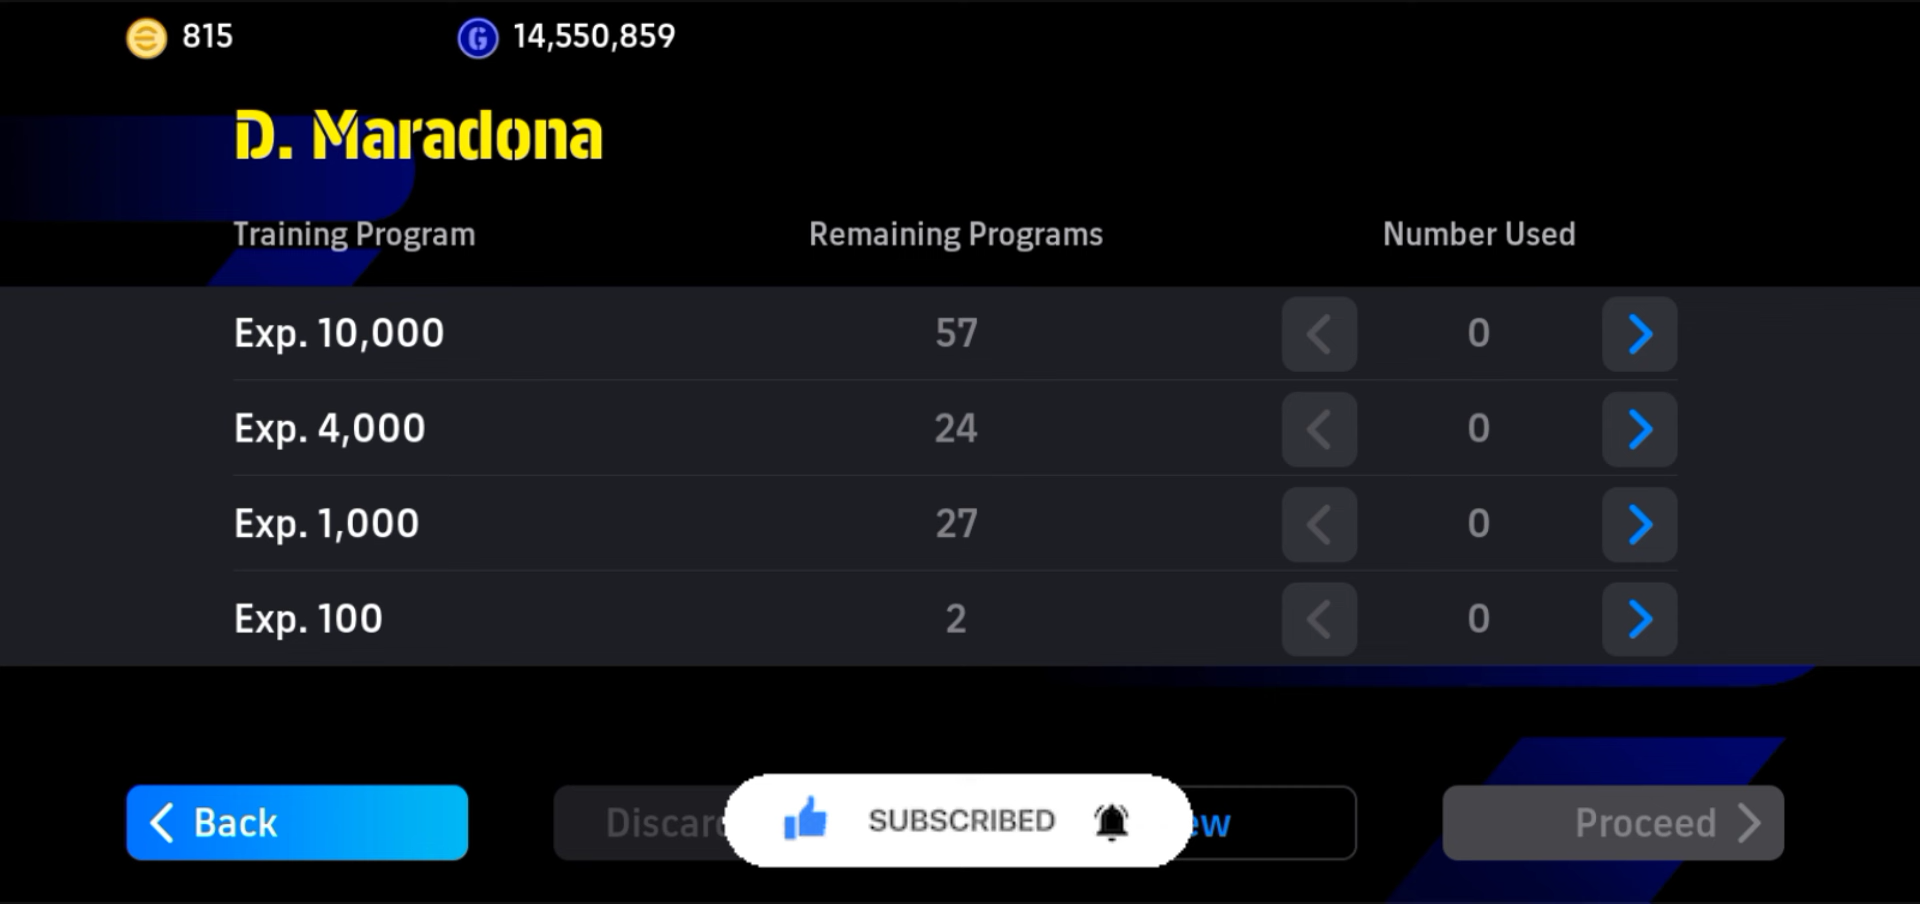 815 14,550,859
D. Maradona
Training Program Remaining Programs Number Used
Exp. 10,000 57 0
Exp. 4,000 24 0
Exp. 1,000 27 0
Exp. 100 2 0
Back SUBSCRIBED Proceed